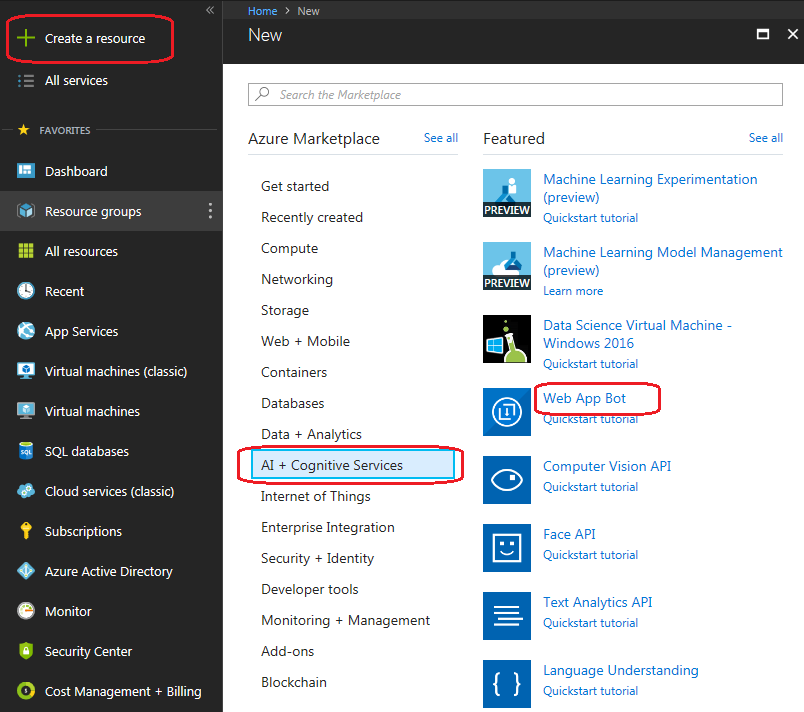 Create a resource
All services
FAVORITES
Dashboard
Resource groups
All resources
Recent
App Services
Virtual machines (classic)
Virtual machines
SQL
SQL databases
Cloud services (classic)
Subscriptions
Azure Active Directory
Monitor
Security Center
Cost Management + Billing
Home > New
New
Search the Marketplace
Azure Marketplace
See all
Get started
Recently created
Compute
Networking
Storage
Web + Mobile
Containers
Databases
Data + Analytics
AI + Cognitive Services
Internet of Things
Enterprise Integration
Security + Identity
Developer tools
Monitoring + Management
Add-ons
Blockchain
Featured
See all
PREVIEW
Machine Learning Experimentation
(preview)
Quickstart tutorial
PREVIEW
Machine Learning Model Management
(preview)
Learn more
Data Science Virtual Machine -
Windows 2016
Quickstart tutorial
Web App Bot
Quickstart tutorial
Computer Vision API
Quickstart tutorial
Face API
Quickstart tutorial
Text Analytics API
Quickstart tutorial
Language Understanding
Quickstart tutorial